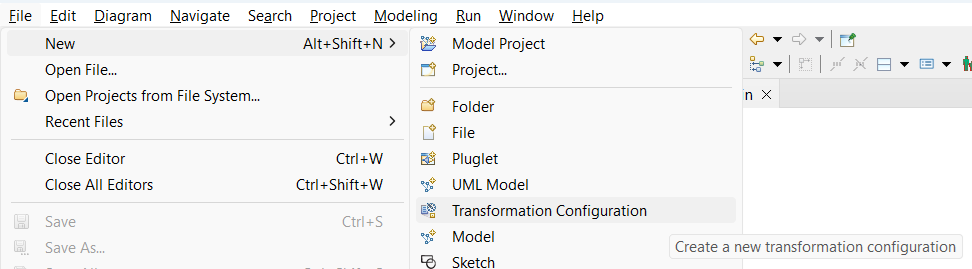 File Edit Diagram Navigate Search Project Modeling Run Window Help
New Alt+Shift+N
Open File...
Open Projects from File System...
Recent Files
Close Editor Ctrl+W
Close All Editors Ctrl+Shift+W
Save Ctrl+S
Save As...
Model Project
Project...
Folder
File
Pluglet
UML Model
Transformation Configuration
Model
Sketch
in
Create a new transformation configuration